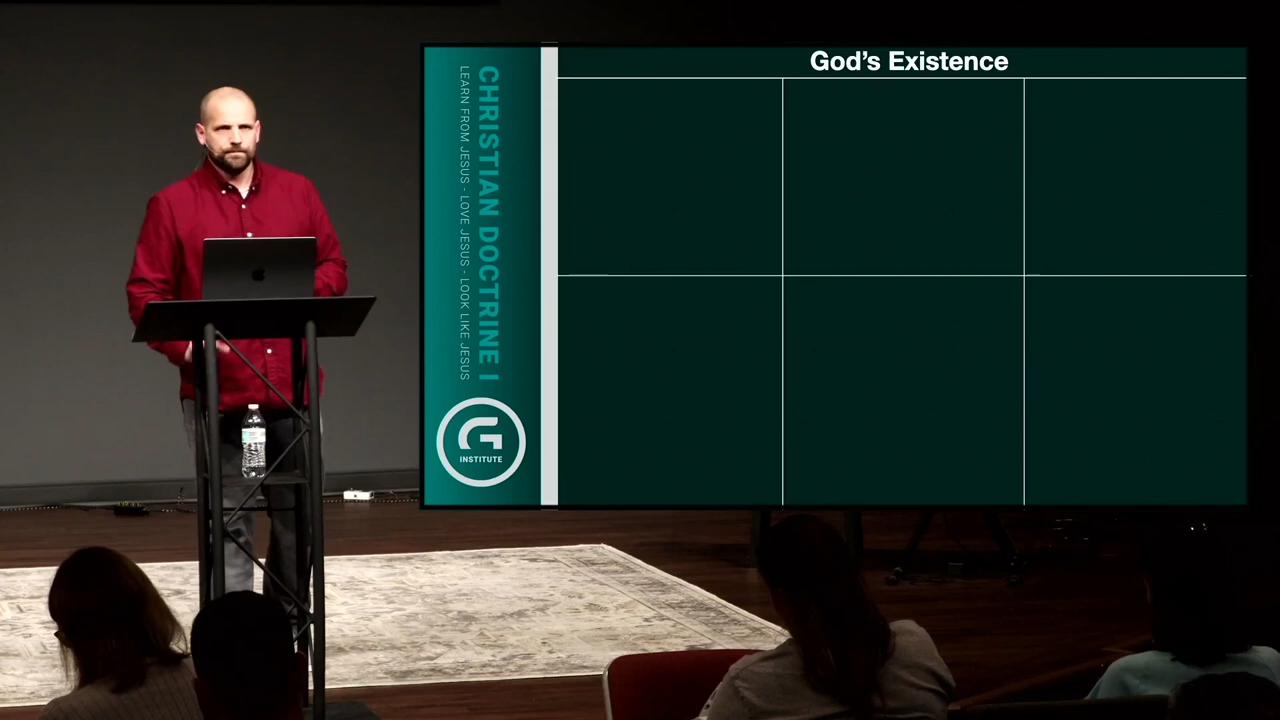 God's Existence
CHRISTIAN DOCTRINE I
LEARN FROM JESUS - LOVE JESUS - LOOK LIKE JESUS
G
INSTITUTE